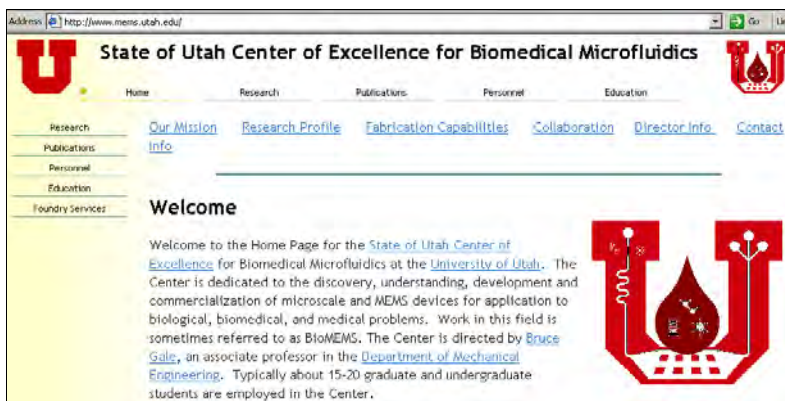 Address http://www.mems.utah.edu/ Go
State of Utah Center of Excellence for Biomedical Microfluidics
Home Research Publications Personnel Education
Research
Publications
Personnel
Education
Foundry Services
Our Mission Research Profile Fabrication Capabilities Collaboration Director Info Contact
Info
Welcome
Welcome to the Home Page for the State of Utah Center of
Excellence for Biomedical Microfluidics at the University of Utah. The
Center is dedicated to the discovery, understanding, development and
commercialization of microscale and MEMS devices for application to
biological, biomedical, and medical problems. Work in this field is
sometimes referred to as BioMEMS. The Center is directed by Bruce
Gale, an associate professor in the Department of Mechanical
Engineering. Typically about 15-20 graduate and undergraduate
students are employed in the Center.